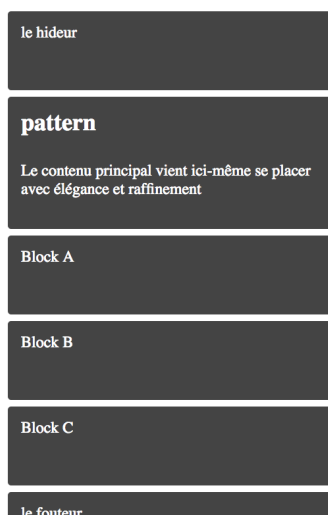 le hideur
pattern
Le contenu principal vient ici-même se placer
avec élégance et raffinement
Block A
Block B
Block C
le fouteur